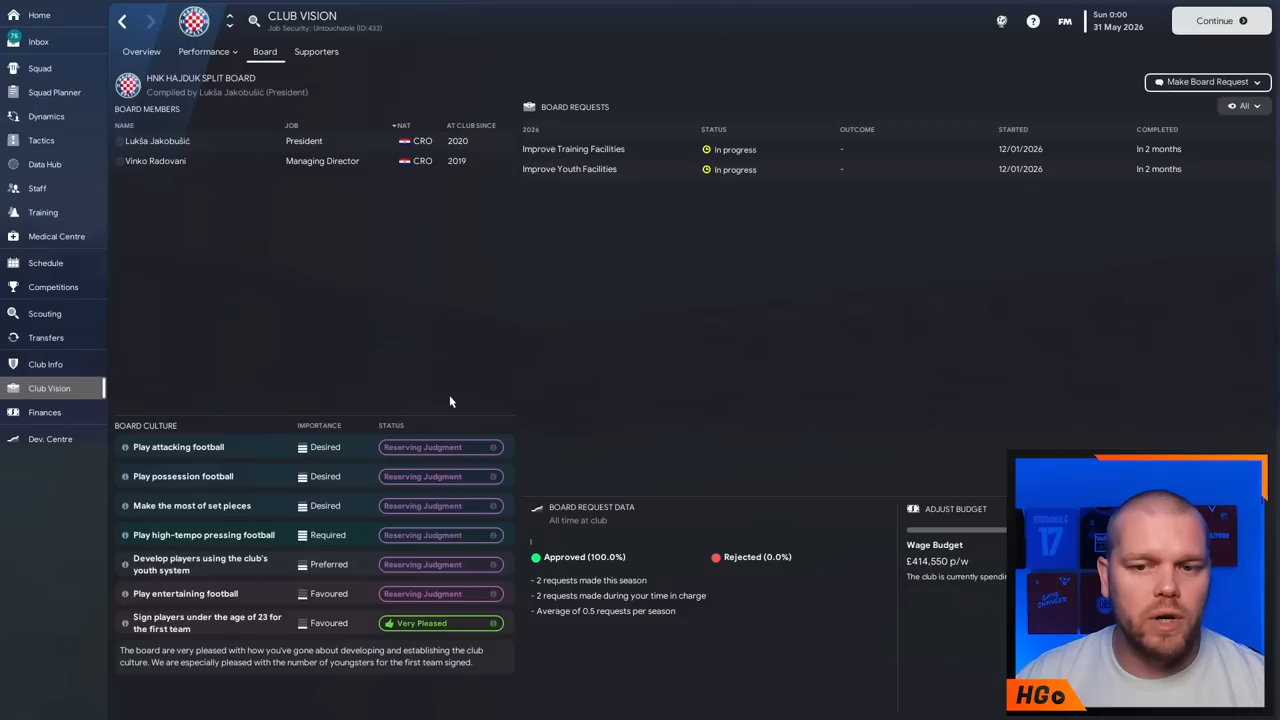 Home
75
Inbox
Squad
Squad Planner
Dynamics
Tactics
Data Hub
Staff
Training
Medical Centre
Schedule
Competitions
Scouting
Transfers
Club Info
Club Vision
Finances
Dev. Centre
CLUB VISION
Job Security: Untouchable (ID:433)
FM
Sun 0:00
31 May 2026
Continue
Overview
Performance
Board
Supporters
HNK HAJDUK SPLIT BOARD
Compiled by Lukša Jakobušić (President)
Make Board Request
All
BOARD MEMBERS
NAME JOB NAT AT CLUB SINCE
Lukša Jakobušić President CRO 2020
Vinko Radovani Managing Director CRO 2019
BOARD REQUESTS
2026 STATUS OUTCOME STARTED COMPLETED
Improve Training Facilities In progress - 12/01/2026 In 2 months
Improve Youth Facilities In progress - 12/01/2026 In 2 months
BOARD CULTURE IMPORTANCE STATUS
Play attacking football Desired Reserving Judgment
Play possession football Desired Reserving Judgment
Make the most of set pieces Desired Reserving Judgment
Play high-tempo pressing football Required Reserving Judgment
Develop players using the club's
youth system Preferred Reserving Judgment
Play entertaining football Favoured Reserving Judgment
Sign players under the age of 23 for
the first team Favoured Very Pleased
The board are very pleased with how you've gone about developing and establishing the club
culture. We are especially pleased with the number of youngsters for the first team signed.
BOARD REQUEST DATA
All time at club
Approved (100.0%) Rejected (0.0%)
- 2 requests made this season
- 2 requests made during your time in charge
- Average of 0.5 requests per season
ADJUST BUDGET
Wage Budget
£414,550 p/w
The club is currently spendin
IMMOBILE
17
GAME
CHANGERS
HG